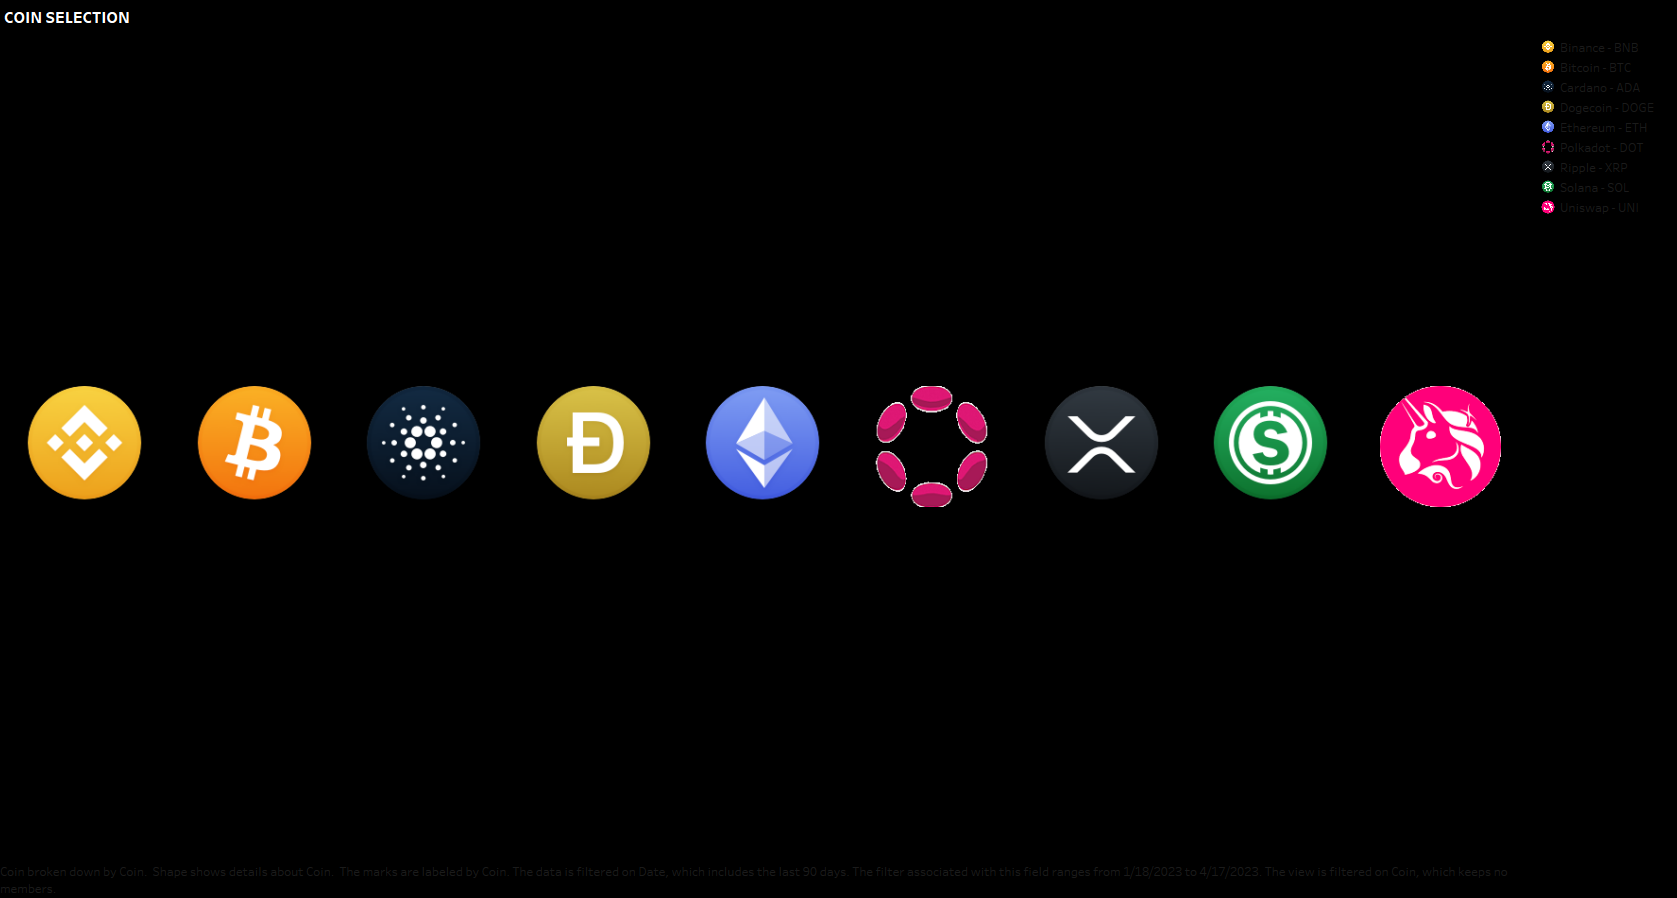 COIN SELECTION
Binance - BNB
Bitcoin - BTC
Cardano - ADA
Dogecoin - DOGE
Ethereum - ETH
Polkadot - DOT
Ripple - XRP
Solana - SOL
Uniswap - UNI
Coin broken down by Coin.  Shape shows details about Coin.  The marks are labeled by Coin. The data is filtered on Date, which includes the last 90 days. The filter associated with this field ranges from 1/18/2023 to 4/17/2023. The view is filtered on Coin, which keeps no
members.